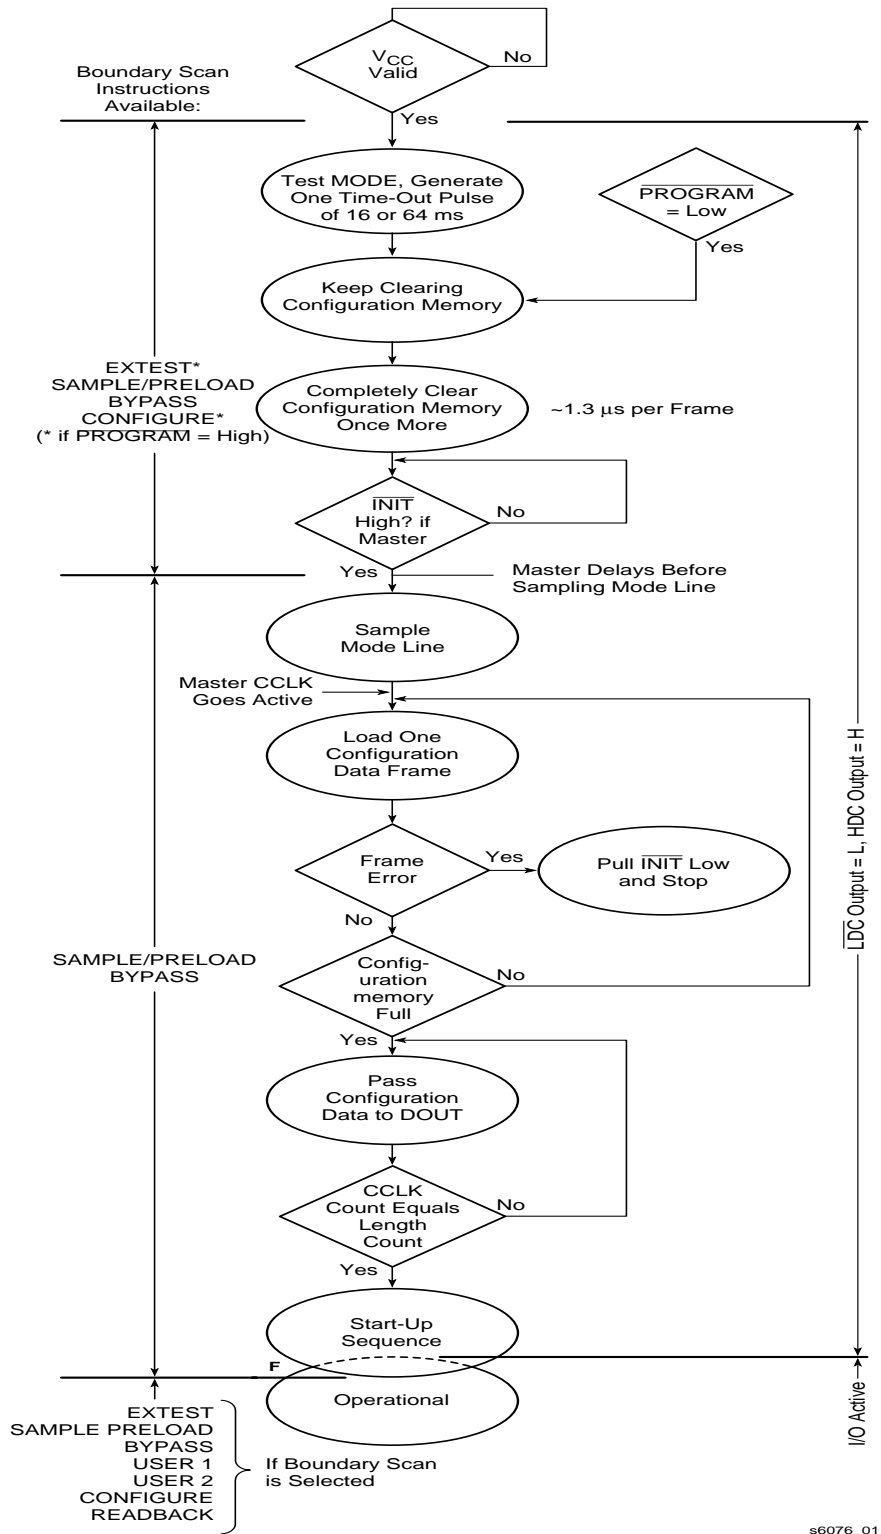 V
CC
Valid
No
Boundary Scan
Instructions
Available:
Yes
Test MODE, Generate
One Time-Out Pulse
of 16 or 64 ms
PROGRAM
= Low
Yes
Keep Clearing
Configuration Memory
EXTEST*
SAMPLE/PRELOAD
BYPASS
CONFIGURE*
(* if PROGRAM = High)
Completely Clear
Configuration Memory
Once More
~1.3 µs per Frame
INIT
High? if
Master
No
Yes
Master Delays Before
Sampling Mode Line
Sample
Mode Line
Master CCLK
Goes Active
Load One
Configuration
Data Frame
Frame
Error
Yes
Pull INIT Low
and Stop
No
SAMPLE/PRELOAD
BYPASS
Config-
uration
memory
Full
No
Yes
LDC Output = L, HDC Output = H
Pass
Configuration
Data to DOUT
CCLK
Count Equals
Length
Count
No
Yes
Start-Up
Sequence
F
Operational
I/O Active
EXTEST
SAMPLE PRELOAD
BYPASS
USER 1
USER 2
CONFIGURE
READBACK
If Boundary Scan
is Selected
s6076_01